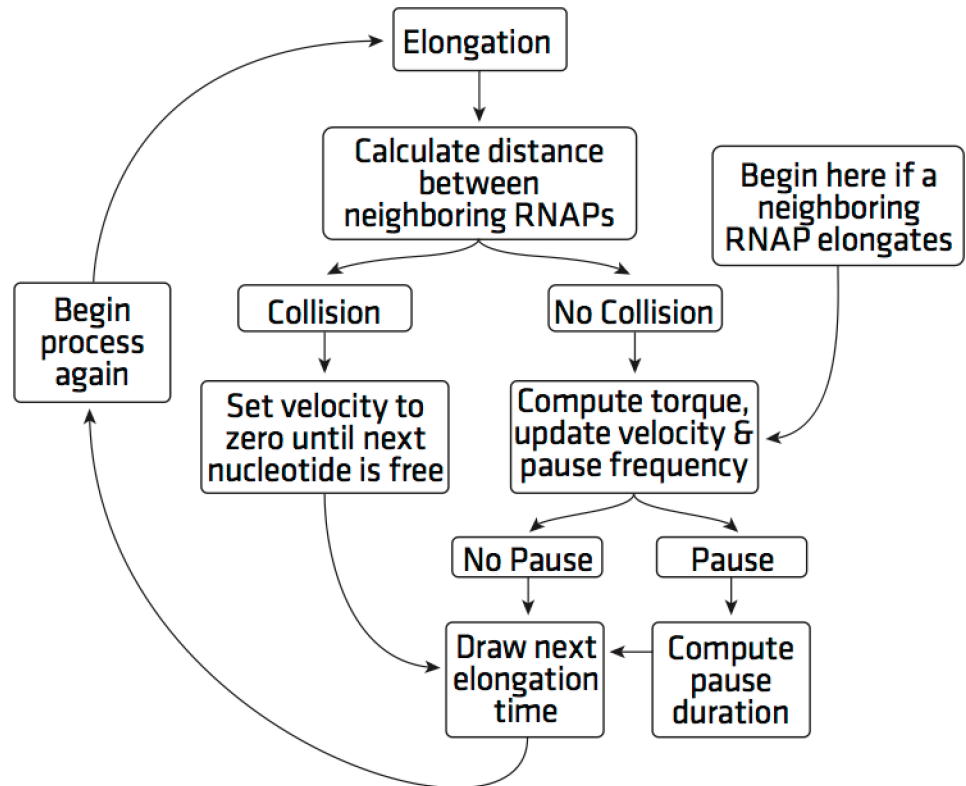 Elongation
Calculate distance
between
neighboring RNAPs
Begin here if a
neighboring
RNAP elongates
Begin
process
again
Collision
No Collision
Set velocity to
zero until next
nucleotide is free
Compute torque,
update velocity &
pause frequency
No Pause
Pause
Draw next
elongation
time
Compute
pause
duration